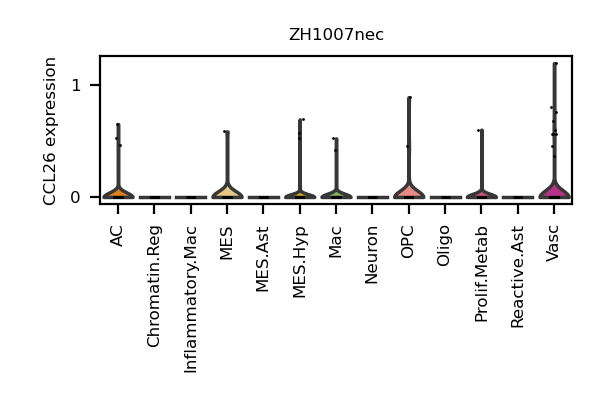 ZH1007nec
CCL26 expression
1
0
AC
Chromatin.Reg
Inflammatory.Mac
MES
MES.Ast
MES.Hyp
Mac
Neuron
OPC
Oligo
Prolif.Metab
Reactive.Ast
Vasc